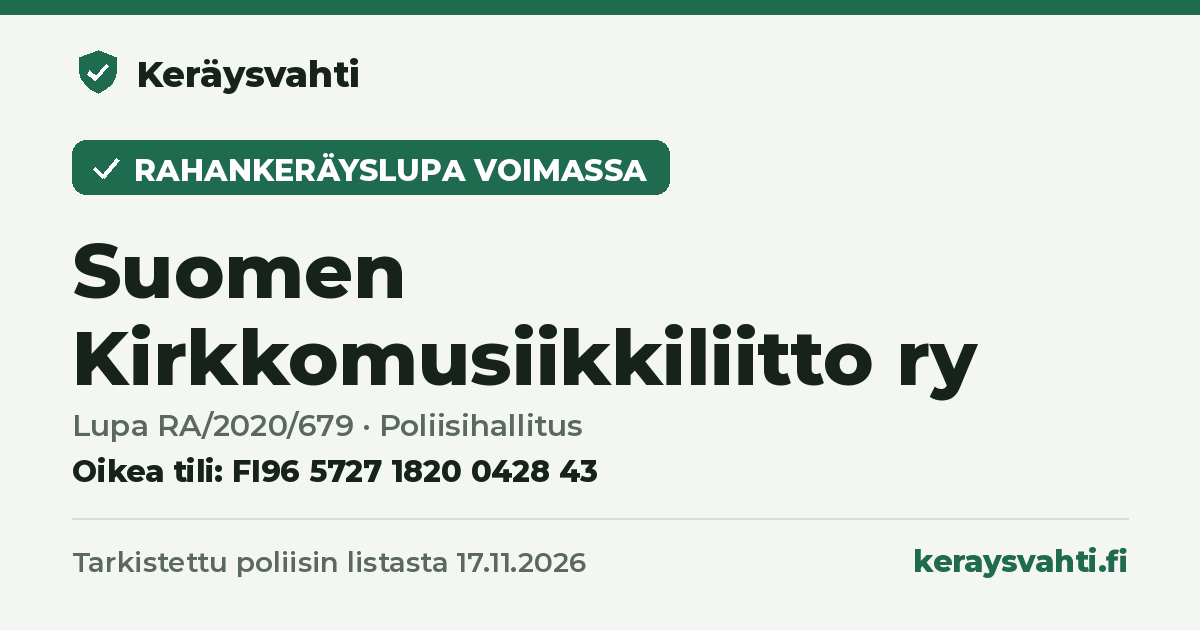 Keräysvahti
RAHANKERÄYSLUPA VOIMASSA
Suomen
Kirkkomusiikkiliitto ry
Lupa RA/2020/679 · Poliisihallitus
Oikea tili: FI96 5727 1820 0428 43
Tarkistettu poliisin listasta 17.11.2026
keraysvahti.fi